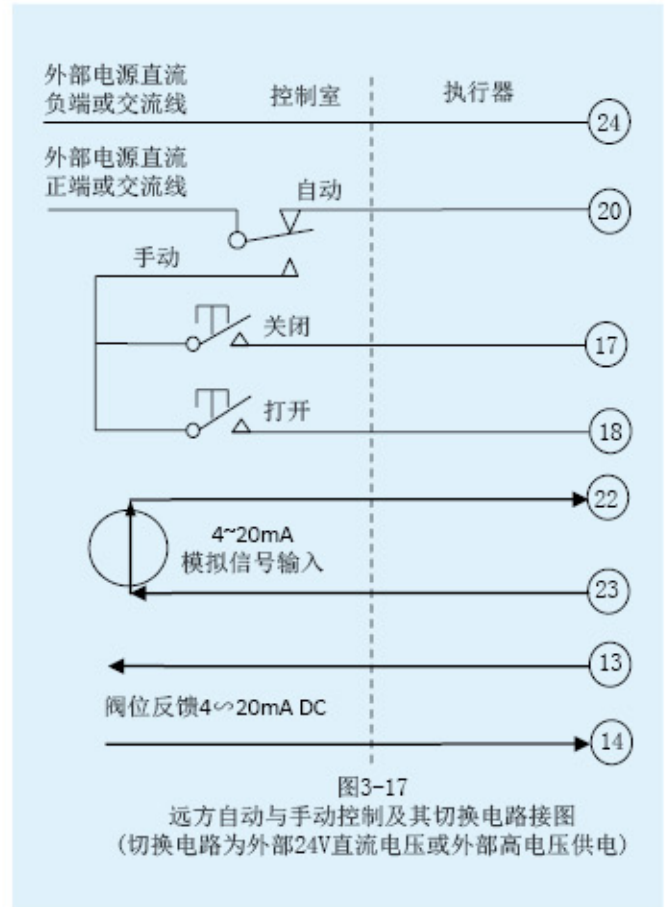 外部电源直流
负端或交流线
控制室
执行器
24
外部电源直流
正端或交流线
自动
20
手动
关闭
17
打开
18
22
4~20mA
模拟信号输入
23
13
阀位反馈4∽20mA DC
14
图3-17
远方自动与手动控制及其切换电路接图
(切换电路为外部24V直流电压或外部高电压供电)